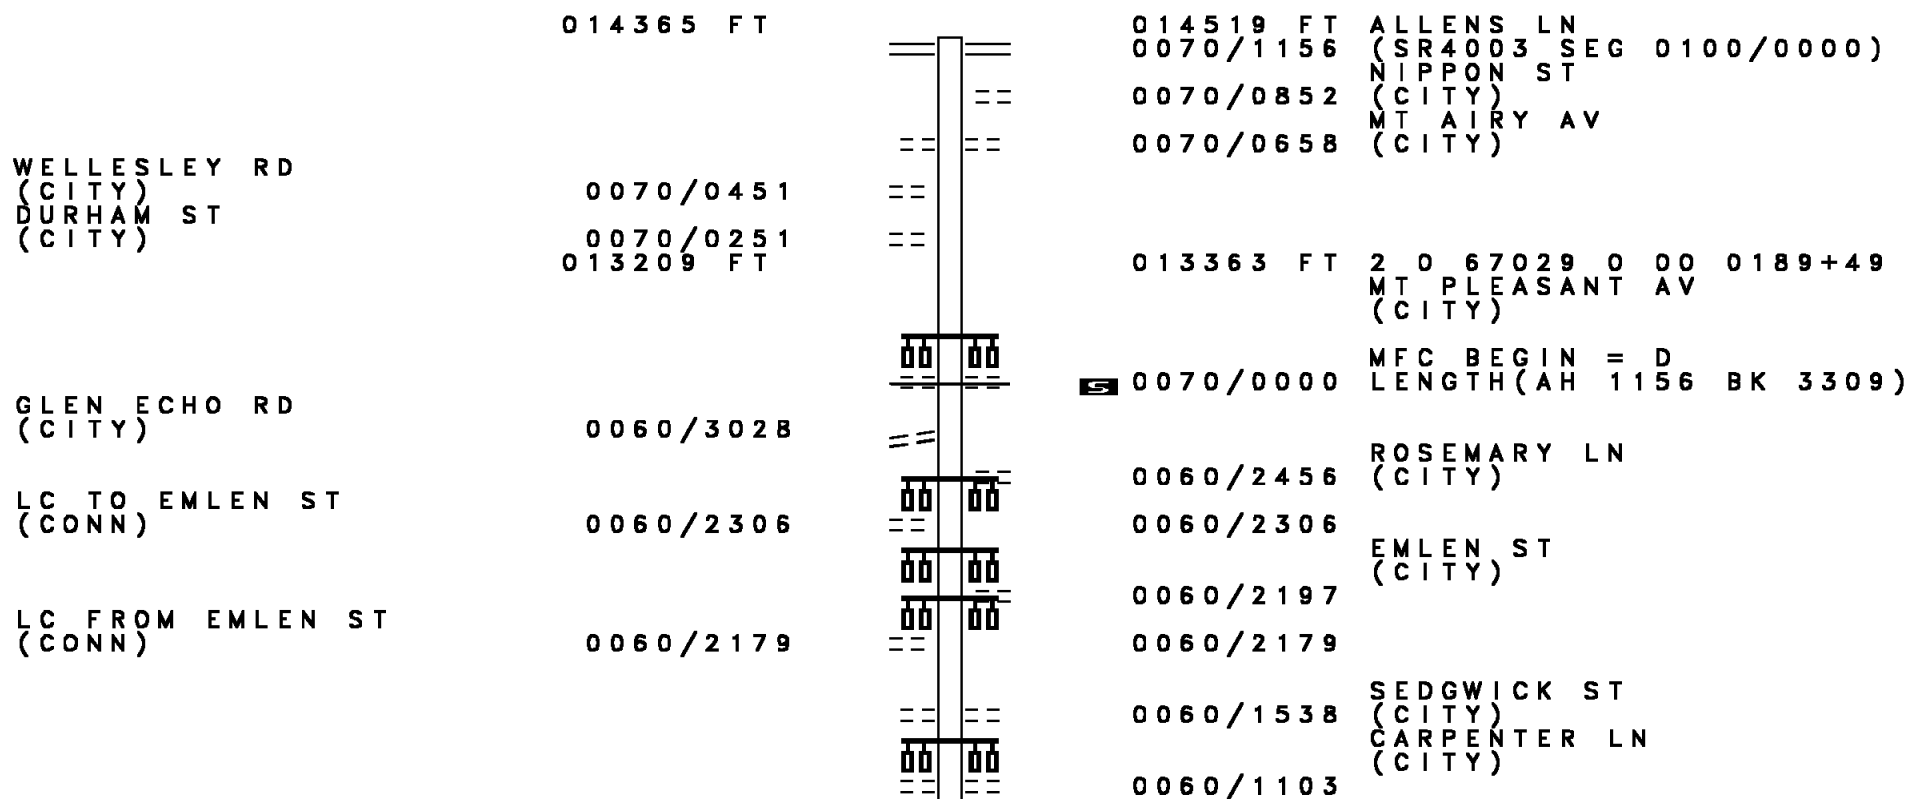 014365 FT 014519 FT ALLENS LN
0070/1156 (SR4003 SEG 0100/0000)
NIPPON ST
0070/0852 (CITY)
MT AIRY AV
0070/0658 (CITY)
WELLESLEY RD
(CITY) 0070/0451
DURHAM ST
(CITY) 0070/0251
013209 FT 013363 FT 2 0 67029 0 00 0189+49
MT PLEASANT AV
(CITY)
MFC BEGIN = D
S 0070/0000 LENGTH(AH 1156 BK 3309)
GLEN ECHO RD
(CITY) 0060/3028
ROSEMARY LN
0060/2456 (CITY)
LC TO EMLEN ST
(CONN) 0060/2306 0060/2306
EMLEN ST
(CITY)
0060/2197
LC FROM EMLEN ST
(CONN) 0060/2179 0060/2179
SEDGWICK ST
0060/1538 (CITY)
CARPENTER LN
(CITY)
0060/1103